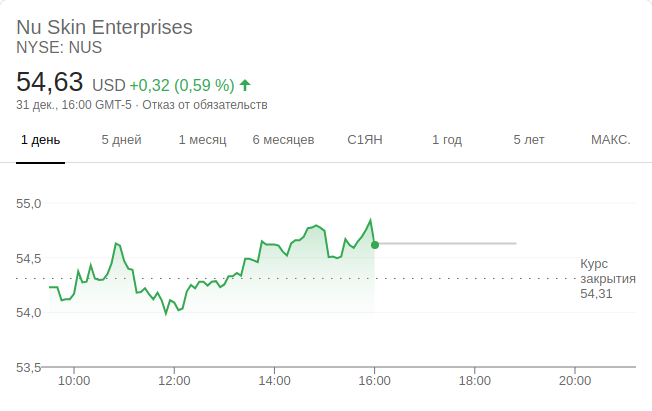 Nu Skin Enterprises
NYSE: NUS
54,63 USD +0,32 (0,59 %) ↑
31 дек., 16:00 GMT-5 · Отказ от обязательств
1 день 5 дней 1 месяц 6 месяцев С1ЯН 1 год 5 лет МАКС.
55,0
54,5
54,0
53,5
Курс
закрытия
54,31
10:00 12:00 14:00 16:00 18:00 20:00